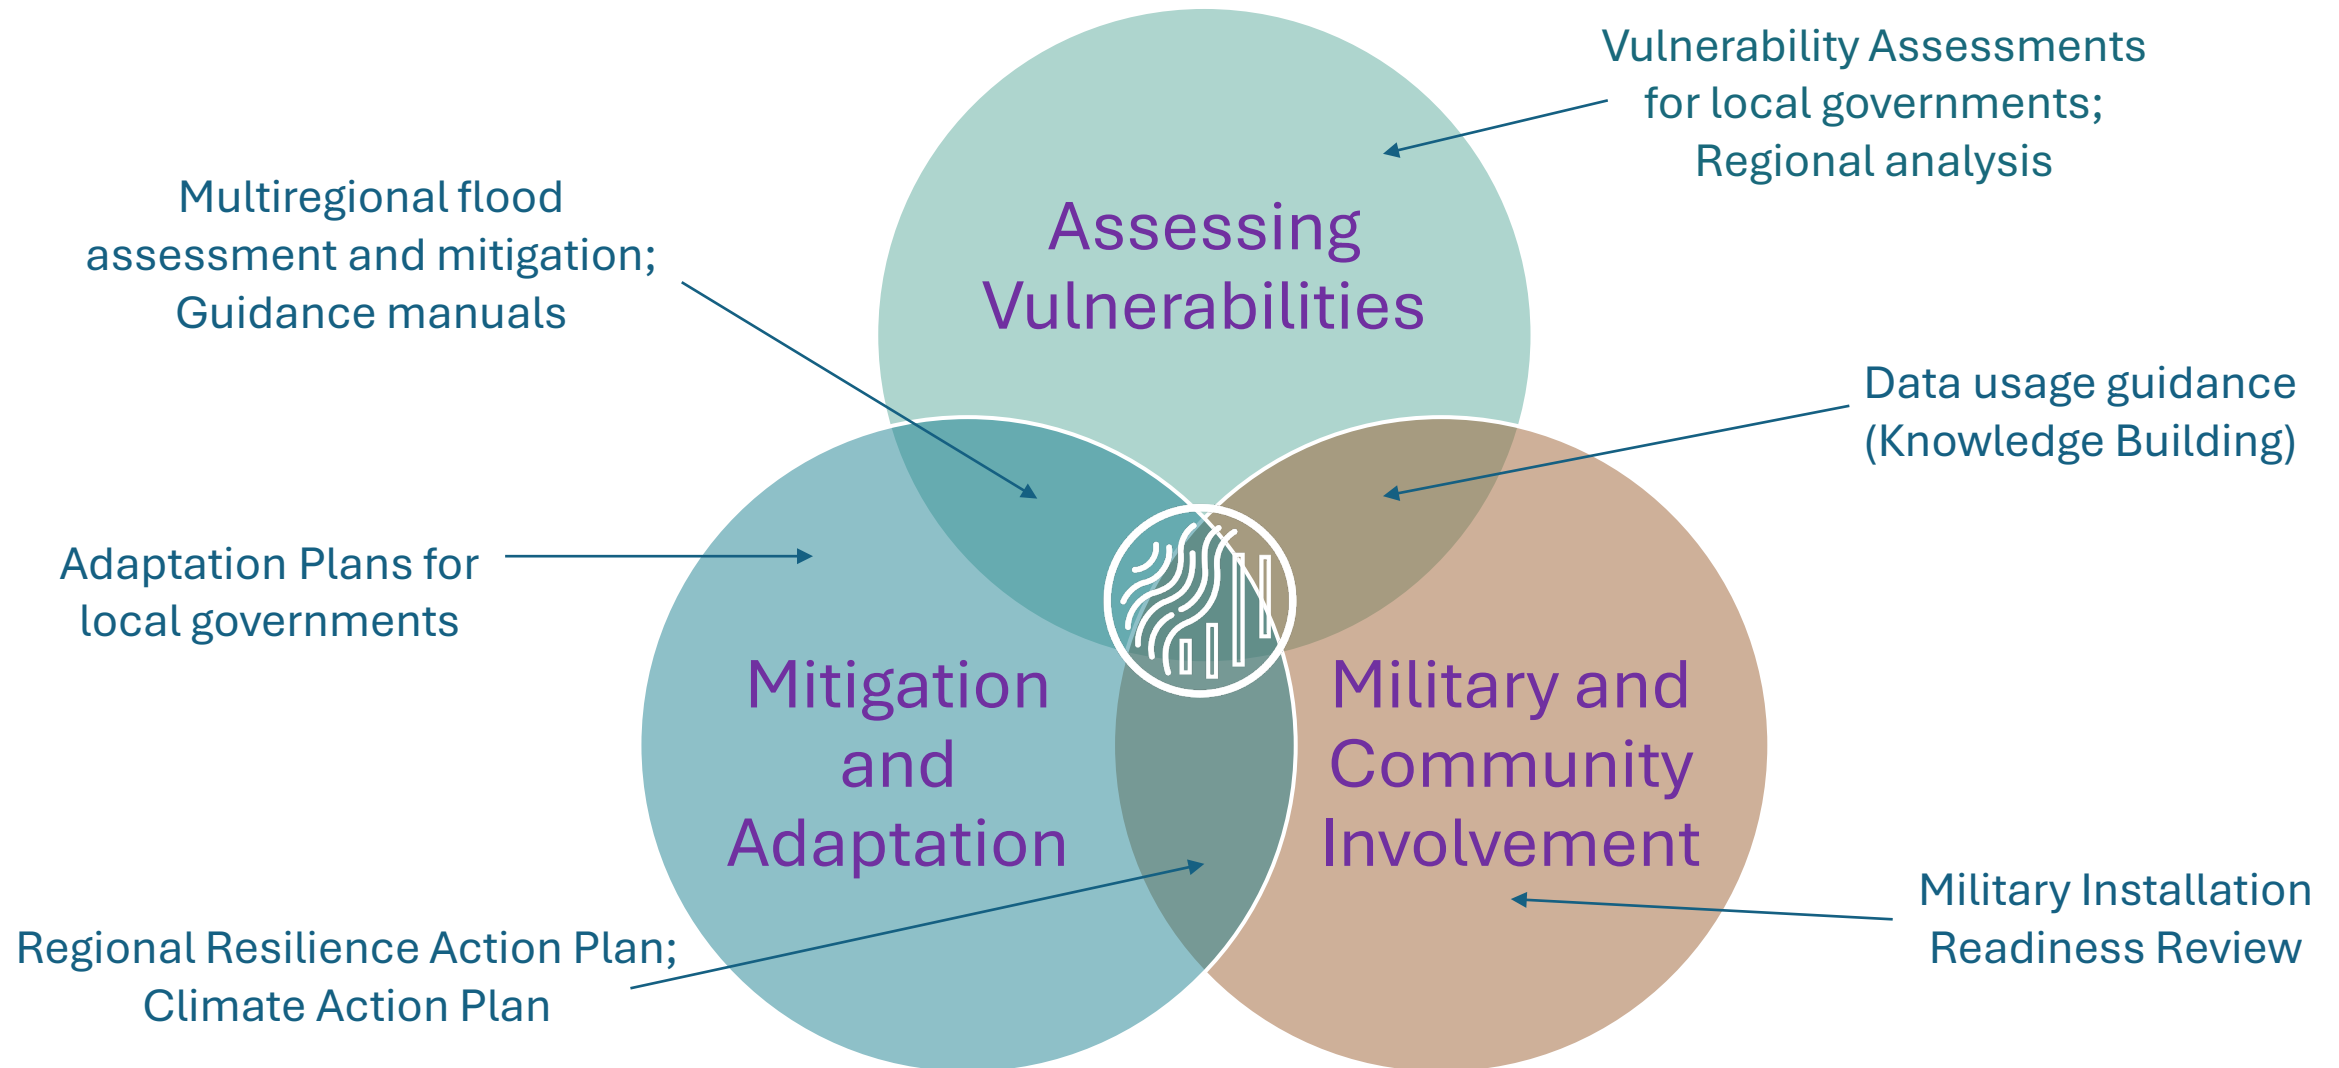 Vulnerability Assessments
for local governments;
Regional analysis
Multiregional flood
assessment and mitigation;
Guidance manuals
Assessing
Vulnerabilities
Data usage guidance
(Knowledge Building)
Adaptation Plans for
local governments
Mitigation
and
Adaptation
Military and
Community
Involvement
Military Installation
Readiness Review
Regional Resilience Action Plan;
Climate Action Plan